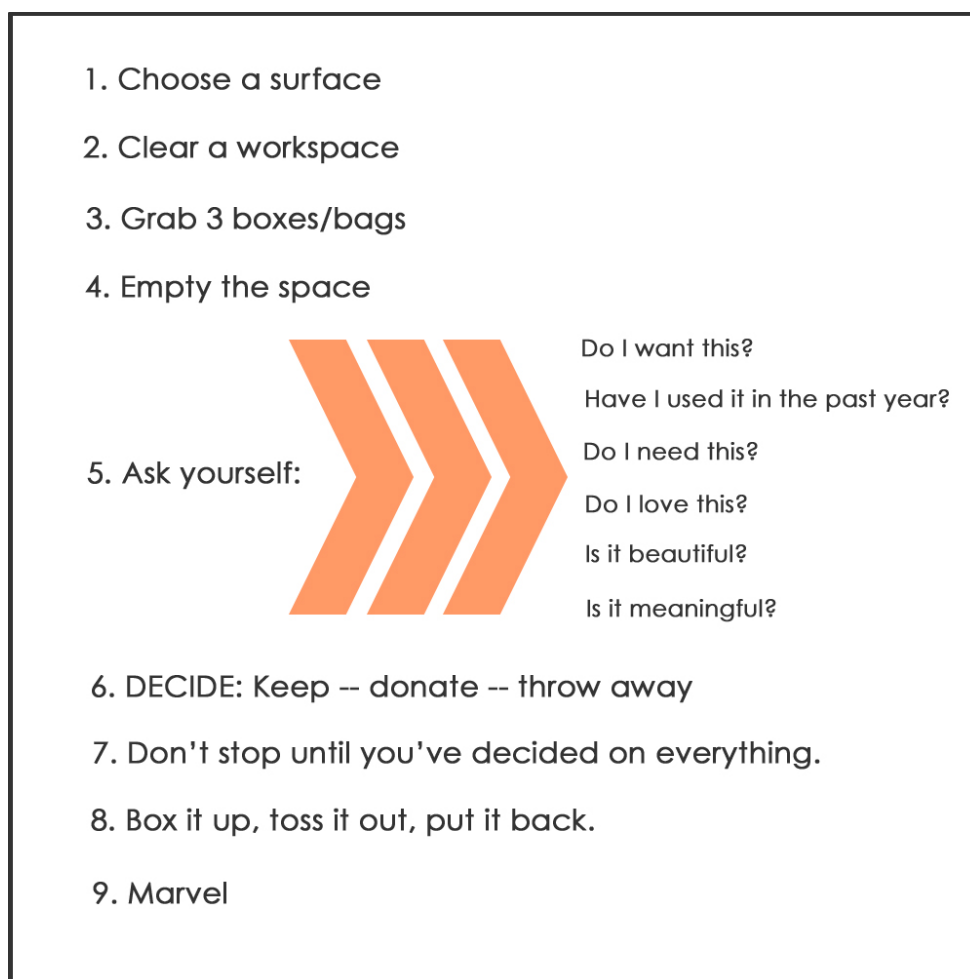 1. Choose a surface
2. Clear a workspace
3. Grab 3 boxes/bags
4. Empty the space
5. Ask yourself:
Do I want this?
Have I used it in the past year?
Do I need this?
Do I love this?
Is it beautiful?
Is it meaningful?
6. DECIDE: Keep -- donate -- throw away
7. Don’t stop until you’ve decided on everything.
8. Box it up, toss it out, put it back.
9. Marvel